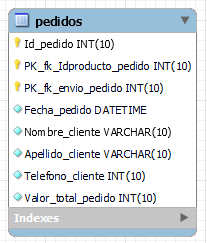 pedidos
Id_pedido INT(10)
PK_fk_Idproducto_pedido INT(10)
PK_fk_envio_pedido INT(10)
Fecha_pedido DATETIME
Nombre_cliente VARCHAR(10)
Apellido_cliente VARCHAR(10)
Telefono_cliente INT(10)
Valor_total_pedido INT(10)
Indexes